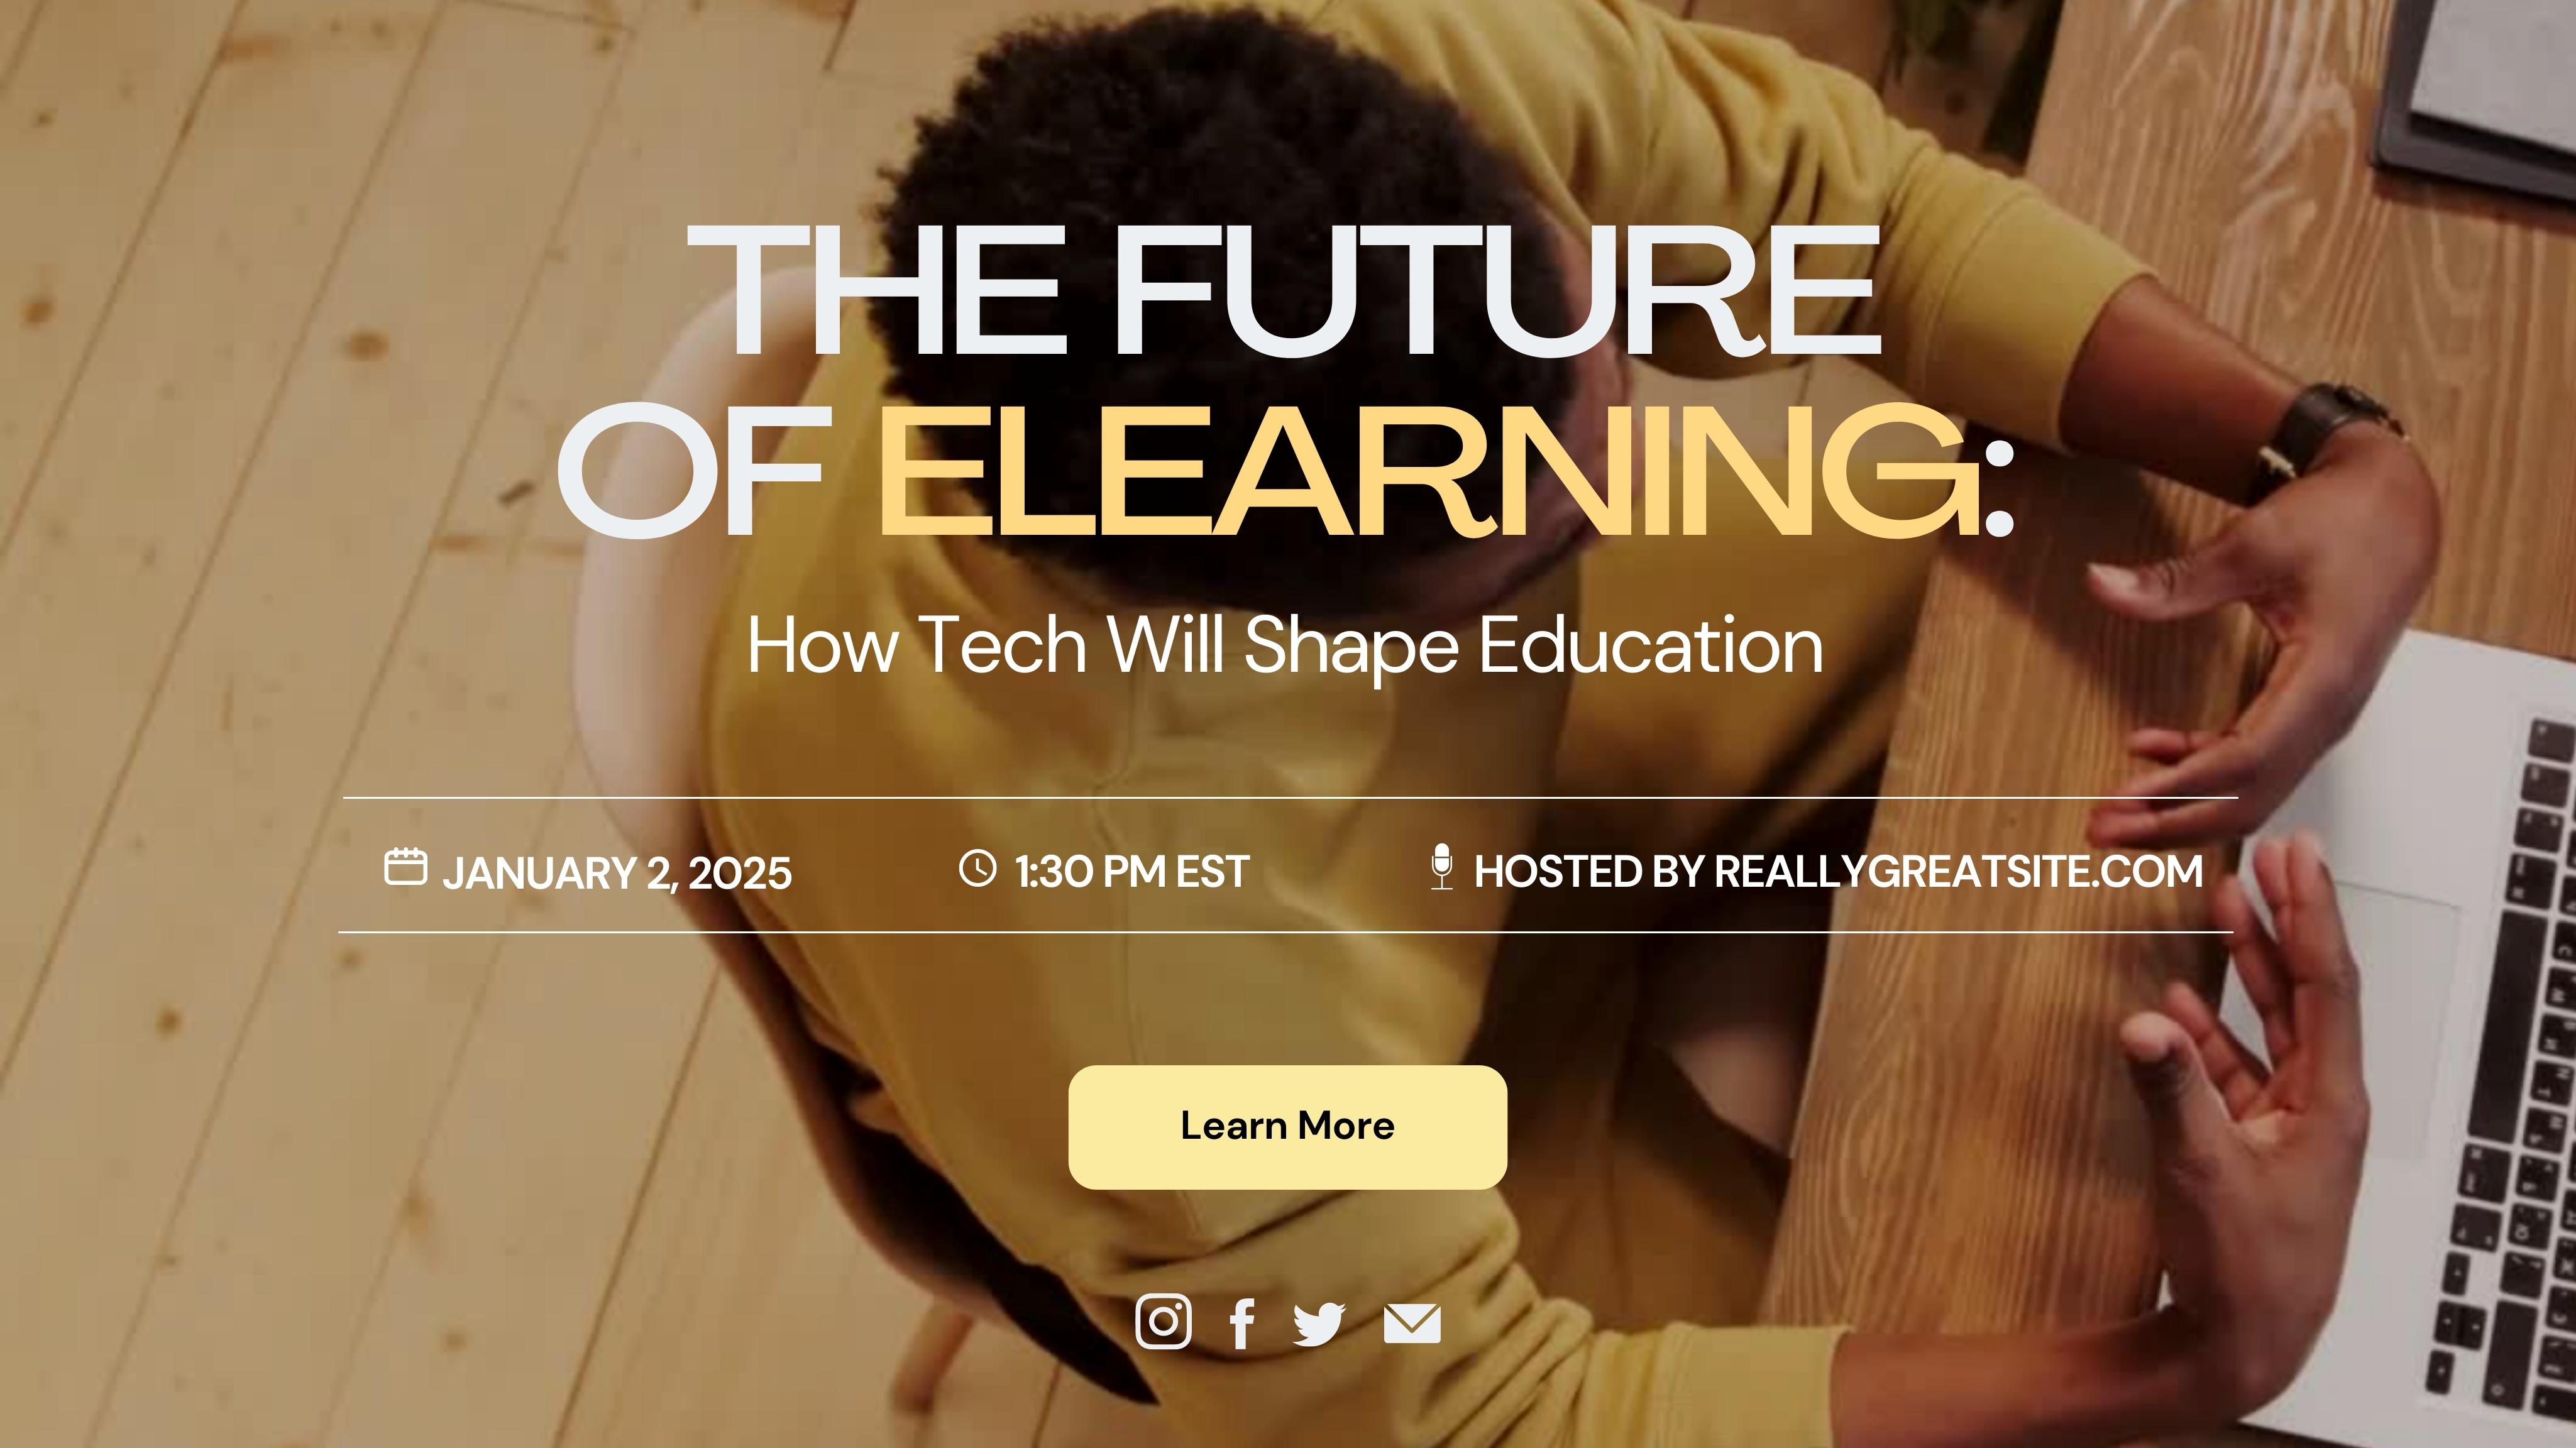 THE FUTURE
OF ELEARNING:
How Tech Will Shape Education
JANUARY 2, 2025
1:30 PM EST
HOSTED BY REALLYGREATSITE.COM
Learn More